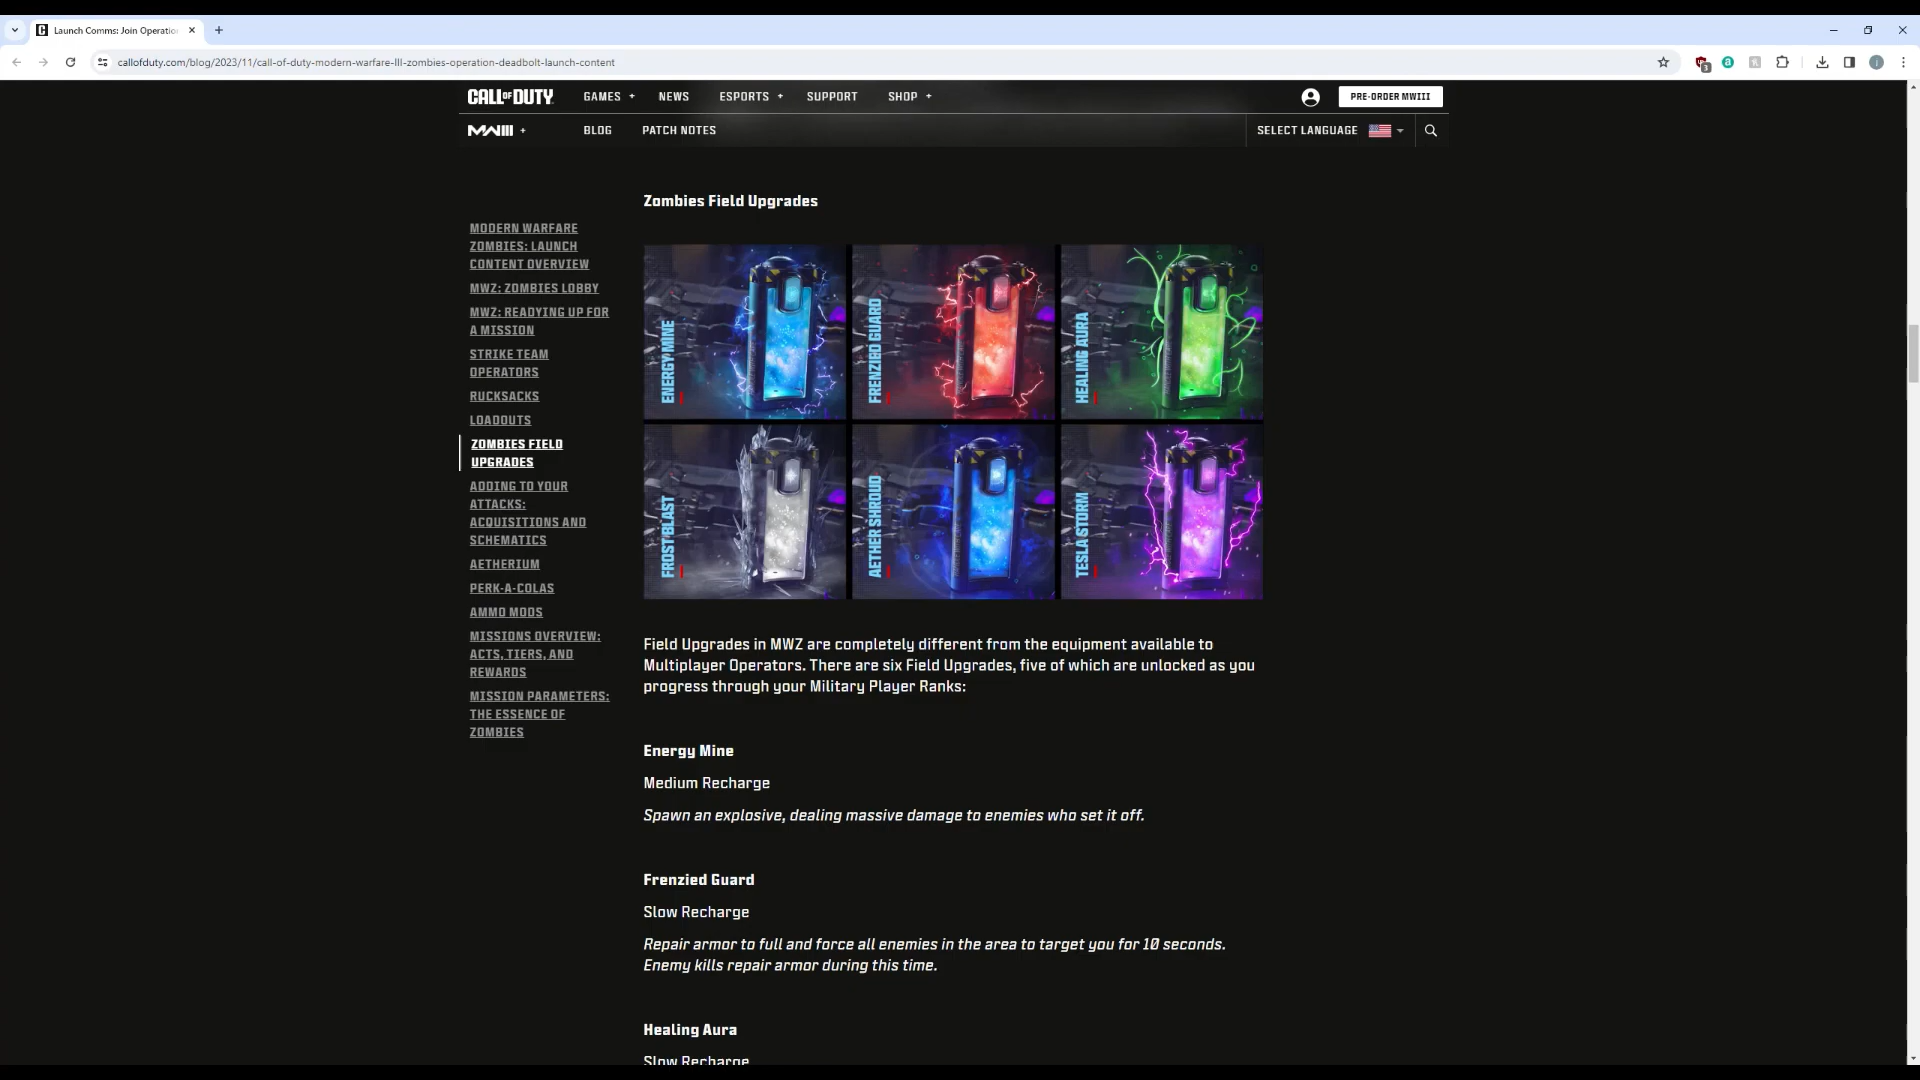 Launch Comms: Join Operatio
callofduty.com/blog/2023/11/call-of-duty-modern-warfare-III-zombies-operation-deadbolt-launch-content
3
i
CALL OF DUTY
GAMES +
NEWS
ESPORTS +
SUPPORT
SHOP +
PRE-ORDER MWIII
MWIII +
BLOG
PATCH NOTES
SELECT LANGUAGE
MODERN WARFARE
ZOMBIES: LAUNCH
CONTENT OVERVIEW
MWZ: ZOMBIES LOBBY
MWZ: READYING UP FOR
A MISSION
STRIKE TEAM
OPERATORS
RUCKSACKS
LOADOUTS
ZOMBIES FIELD
UPGRADES
ADDING TO YOUR
ATTACKS:
ACQUISITIONS AND
SCHEMATICS
AETHERIUM
PERK-A-COLAS
AMMO MODS
MISSIONS OVERVIEW:
ACTS, TIERS, AND
REWARDS
MISSION PARAMETERS:
THE ESSENCE OF
ZOMBIES
Zombies Field Upgrades
ENERGY MINE
FRENZIED GUARD
HEALING AURA
FROST BLAST
AETHER SHROUD
TESLA STORM
Field Upgrades in MWZ are completely different from the equipment available to
Multiplayer Operators. There are six Field Upgrades, five of which are unlocked as you
progress through your Military Player Ranks:
Energy Mine
Medium Recharge
Spawn an explosive, dealing massive damage to enemies who set it off.
Frenzied Guard
Slow Recharge
Repair armor to full and force all enemies in the area to target you for 10 seconds.
Enemy kills repair armor during this time.
Healing Aura
Slow Recharge